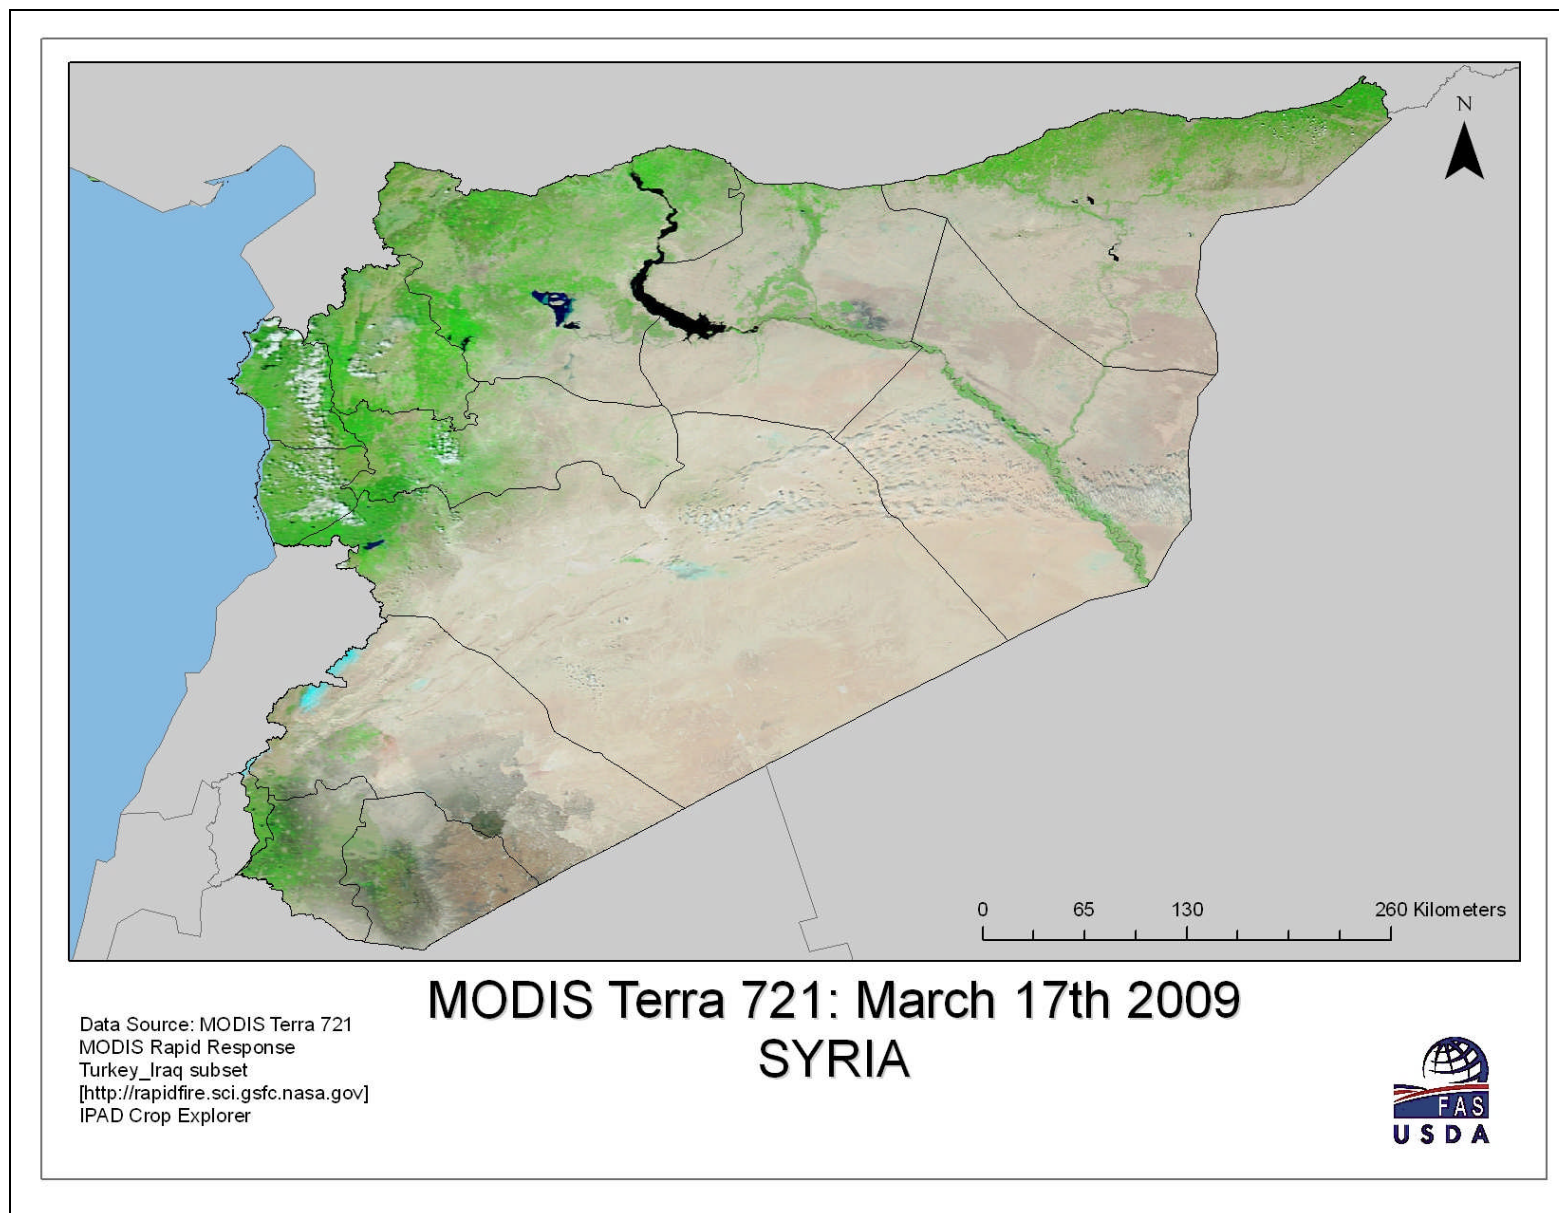 N
0 65 130 260 Kilometers
MODIS Terra 721: March 17th 2009
SYRIA
Data Source: MODIS Terra 721
MODIS Rapid Response
Turkey_Iraq subset
[http://rapidfire.sci.gsfc.nasa.gov]
IPAD Crop Explorer
FAS
USDA